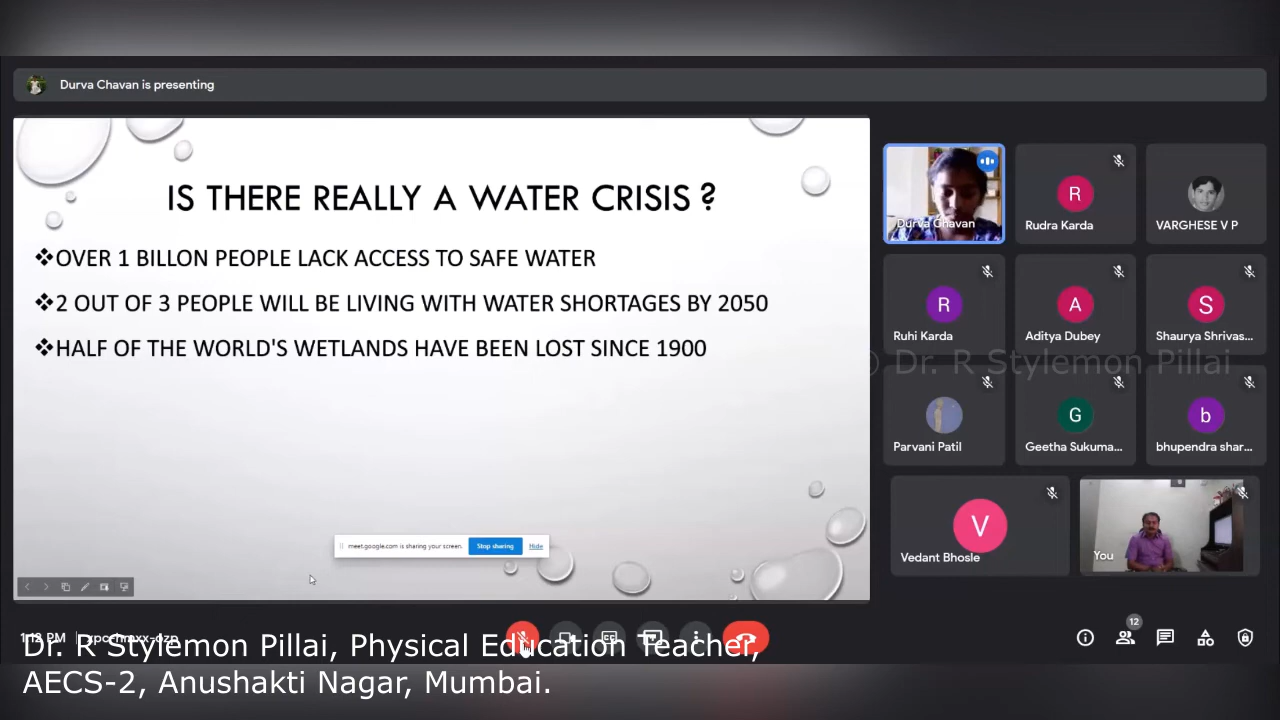 Durva Chavan is presenting
IS THERE REALLY A WATER CRISIS ?
❖OVER 1 BILLON PEOPLE LACK ACCESS TO SAFE WATER
❖2 OUT OF 3 PEOPLE WILL BE LIVING WITH WATER SHORTAGES BY 2050
❖HALF OF THE WORLD'S WETLANDS HAVE BEEN LOST SINCE 1900
meet.google.com is sharing your screen.
Stop sharing
Hide
Durva Chavan
R
Rudra Karda
VARGHESE V P
R
Ruhi Karda
A
Aditya Dubey
S
Shaurya Shrivas...
© Dr. R Stylemon Pillai
Parvani Patil
G
Geetha Sukuma...
b
bhupendra shar...
V
Vedant Bhosle
You
1:12 PM
12
Dr. R Stylemon Pillai, Physical Education Teacher,
AECS-2, Anushakti Nagar, Mumbai.